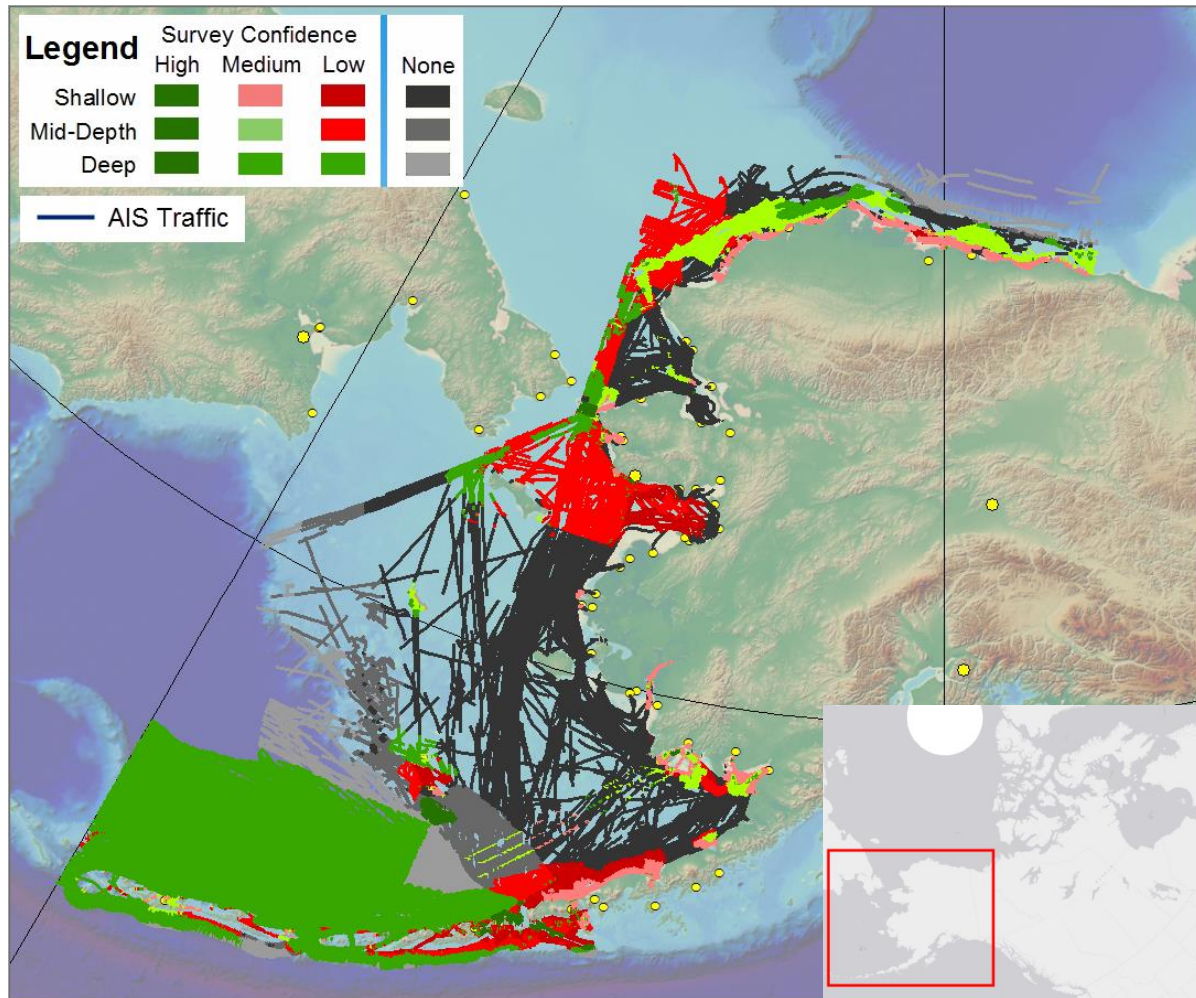 Legend
Survey Confidence
High Medium Low None
Shallow
Mid-Depth
Deep
AIS Traffic